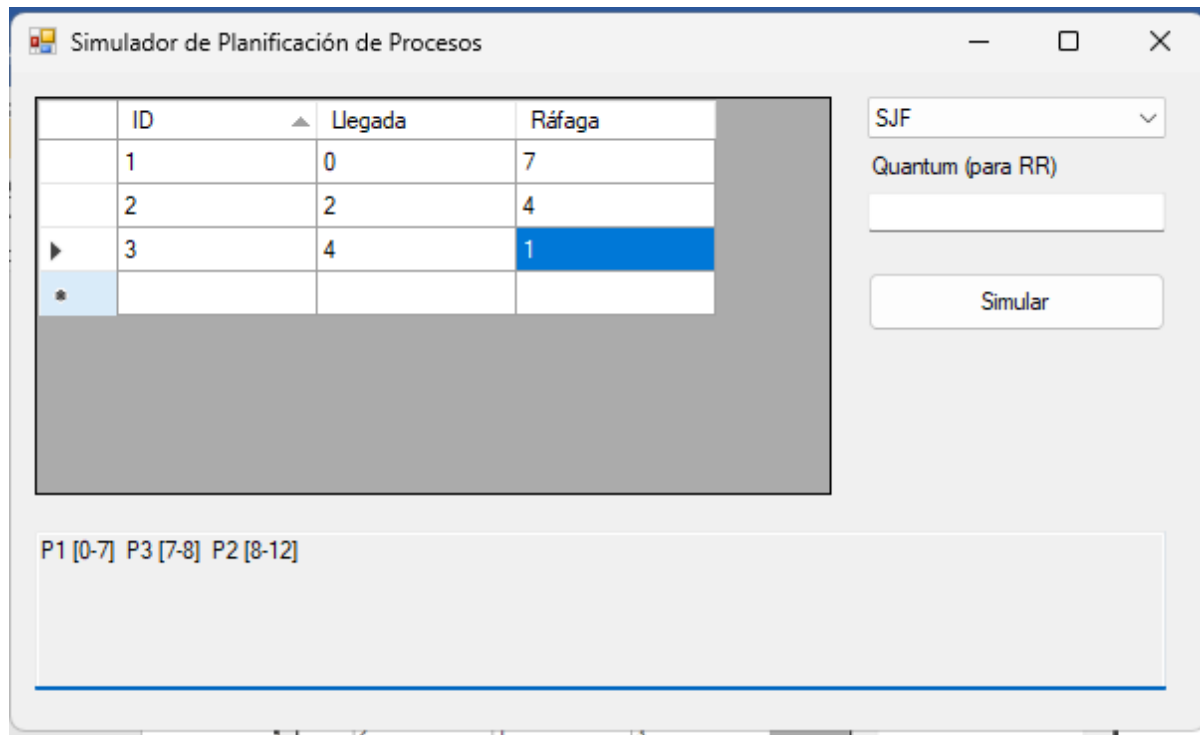 Simulador de Planificación de Procesos
ID Llegada Ráfaga
1 0 7
2 2 4
3 4 1
SJF
Quantum (para RR)
Simular
P1 [0-7] P3 [7-8] P2 [8-12]